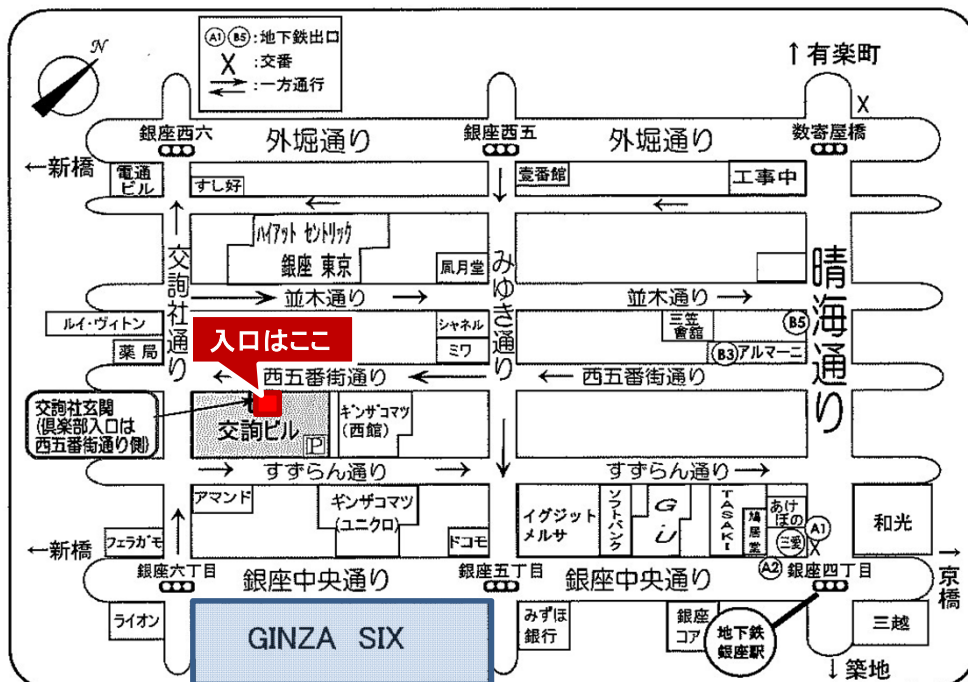 N
A1 B5:地下鉄出口
X:交番
:一方通行
↑有楽町
X
銀座西六
外堀通り
銀座西五
外堀通り
数寄屋橋
←新橋
電通
ビル
すし好
壹番館
工事中
ハイアット セントリック
銀座 東京
風月堂
交詢社通り
みゆき通り
晴海通り
並木通り
並木通り
ルイ・ヴィトン
薬局
入口はここ
シャネル
ミワ
三笠
會館
B5
B3
アルマーニ
西五番街通り
西五番街通り
交詢社玄関
(倶楽部入口は
西五番街通り側)
交詢ビル
P
ギンザコマツ
(西館)
すずらん通り
すずらん通り
アマンド
ギンザコマツ
(ユニクロ)
イグジット
メルサ
ソフトバンク
GU
TASAKI
鳩居堂
あけ
ぼの
三愛
A1
X
和光
←新橋
フェラガモ
ドコモ
A2
銀座六丁目
銀座中央通り
銀座五丁目
銀座中央通り
銀座四丁目
→
京橋
ライオン
GINZA SIX
みずほ
銀行
銀座
コア
地下鉄
銀座駅
三越
↓築地